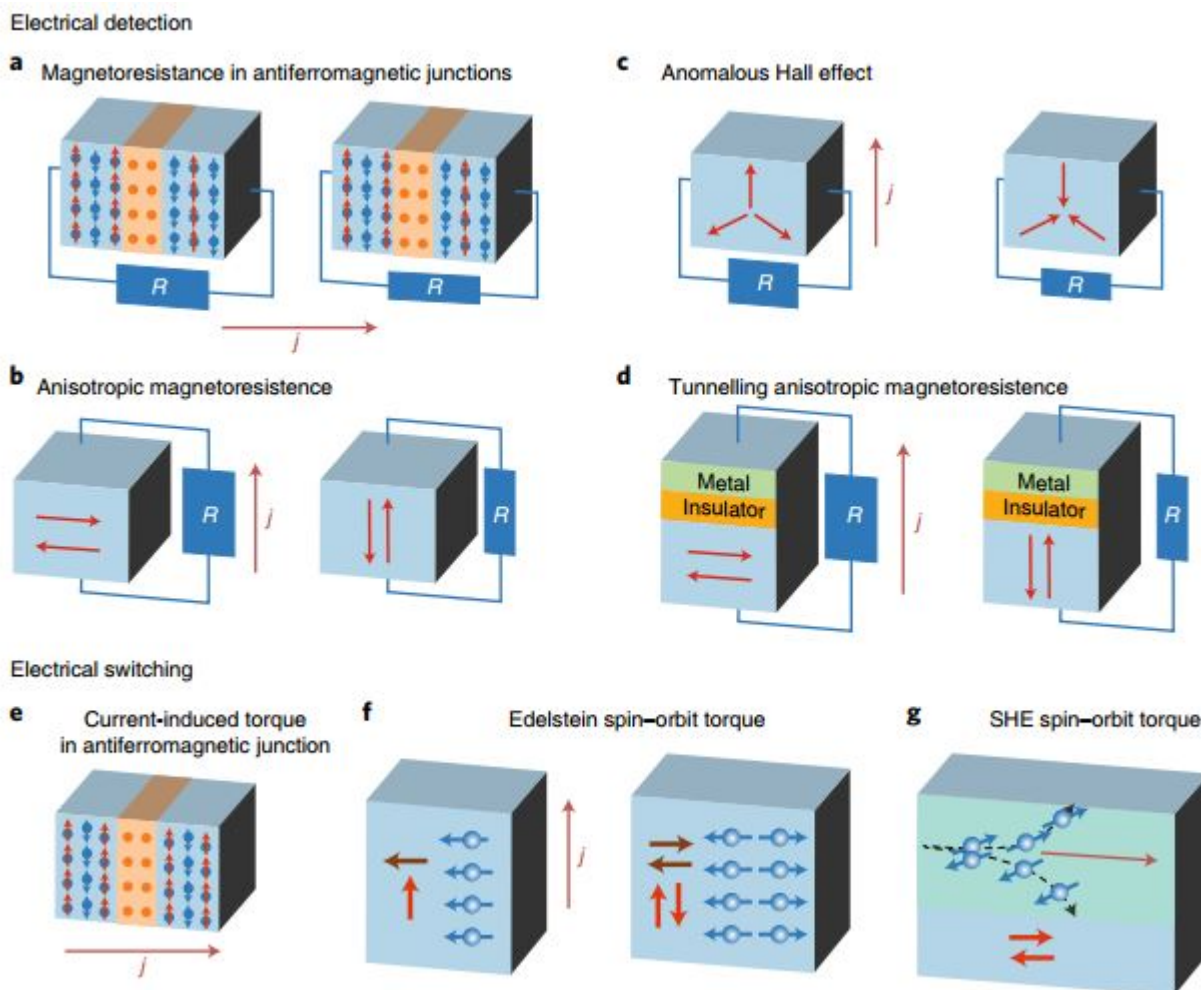 Electrical detection
a Magnetoresistance in antiferromagnetic junctions
R
R
j
c Anomalous Hall effect
j
R
R
b Anisotropic magnetoresistence
R
j
R
d Tunnelling anisotropic magnetoresistence
Metal
Insulator
R
j
Metal
Insulator
R
Electrical switching
e Current-induced torque
in antiferromagnetic junction
j
f Edelstein spin–orbit torque
j
g SHE spin–orbit torque